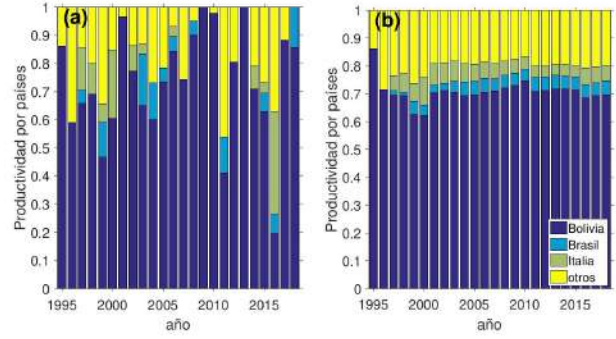 (a)
Productividad por países
1
0.9
0.8
0.7
0.6
0.5
0.4
0.3
0.2
0.1
0
1995 2000 2005 2010 2015
año
(b)
Productividad por países
1
0.9
0.8
0.7
0.6
0.5
0.4
0.3
0.2
0.1
0
1995 2000 2005 2010 2015
año
Bolivia
Brasil
Italia
otros